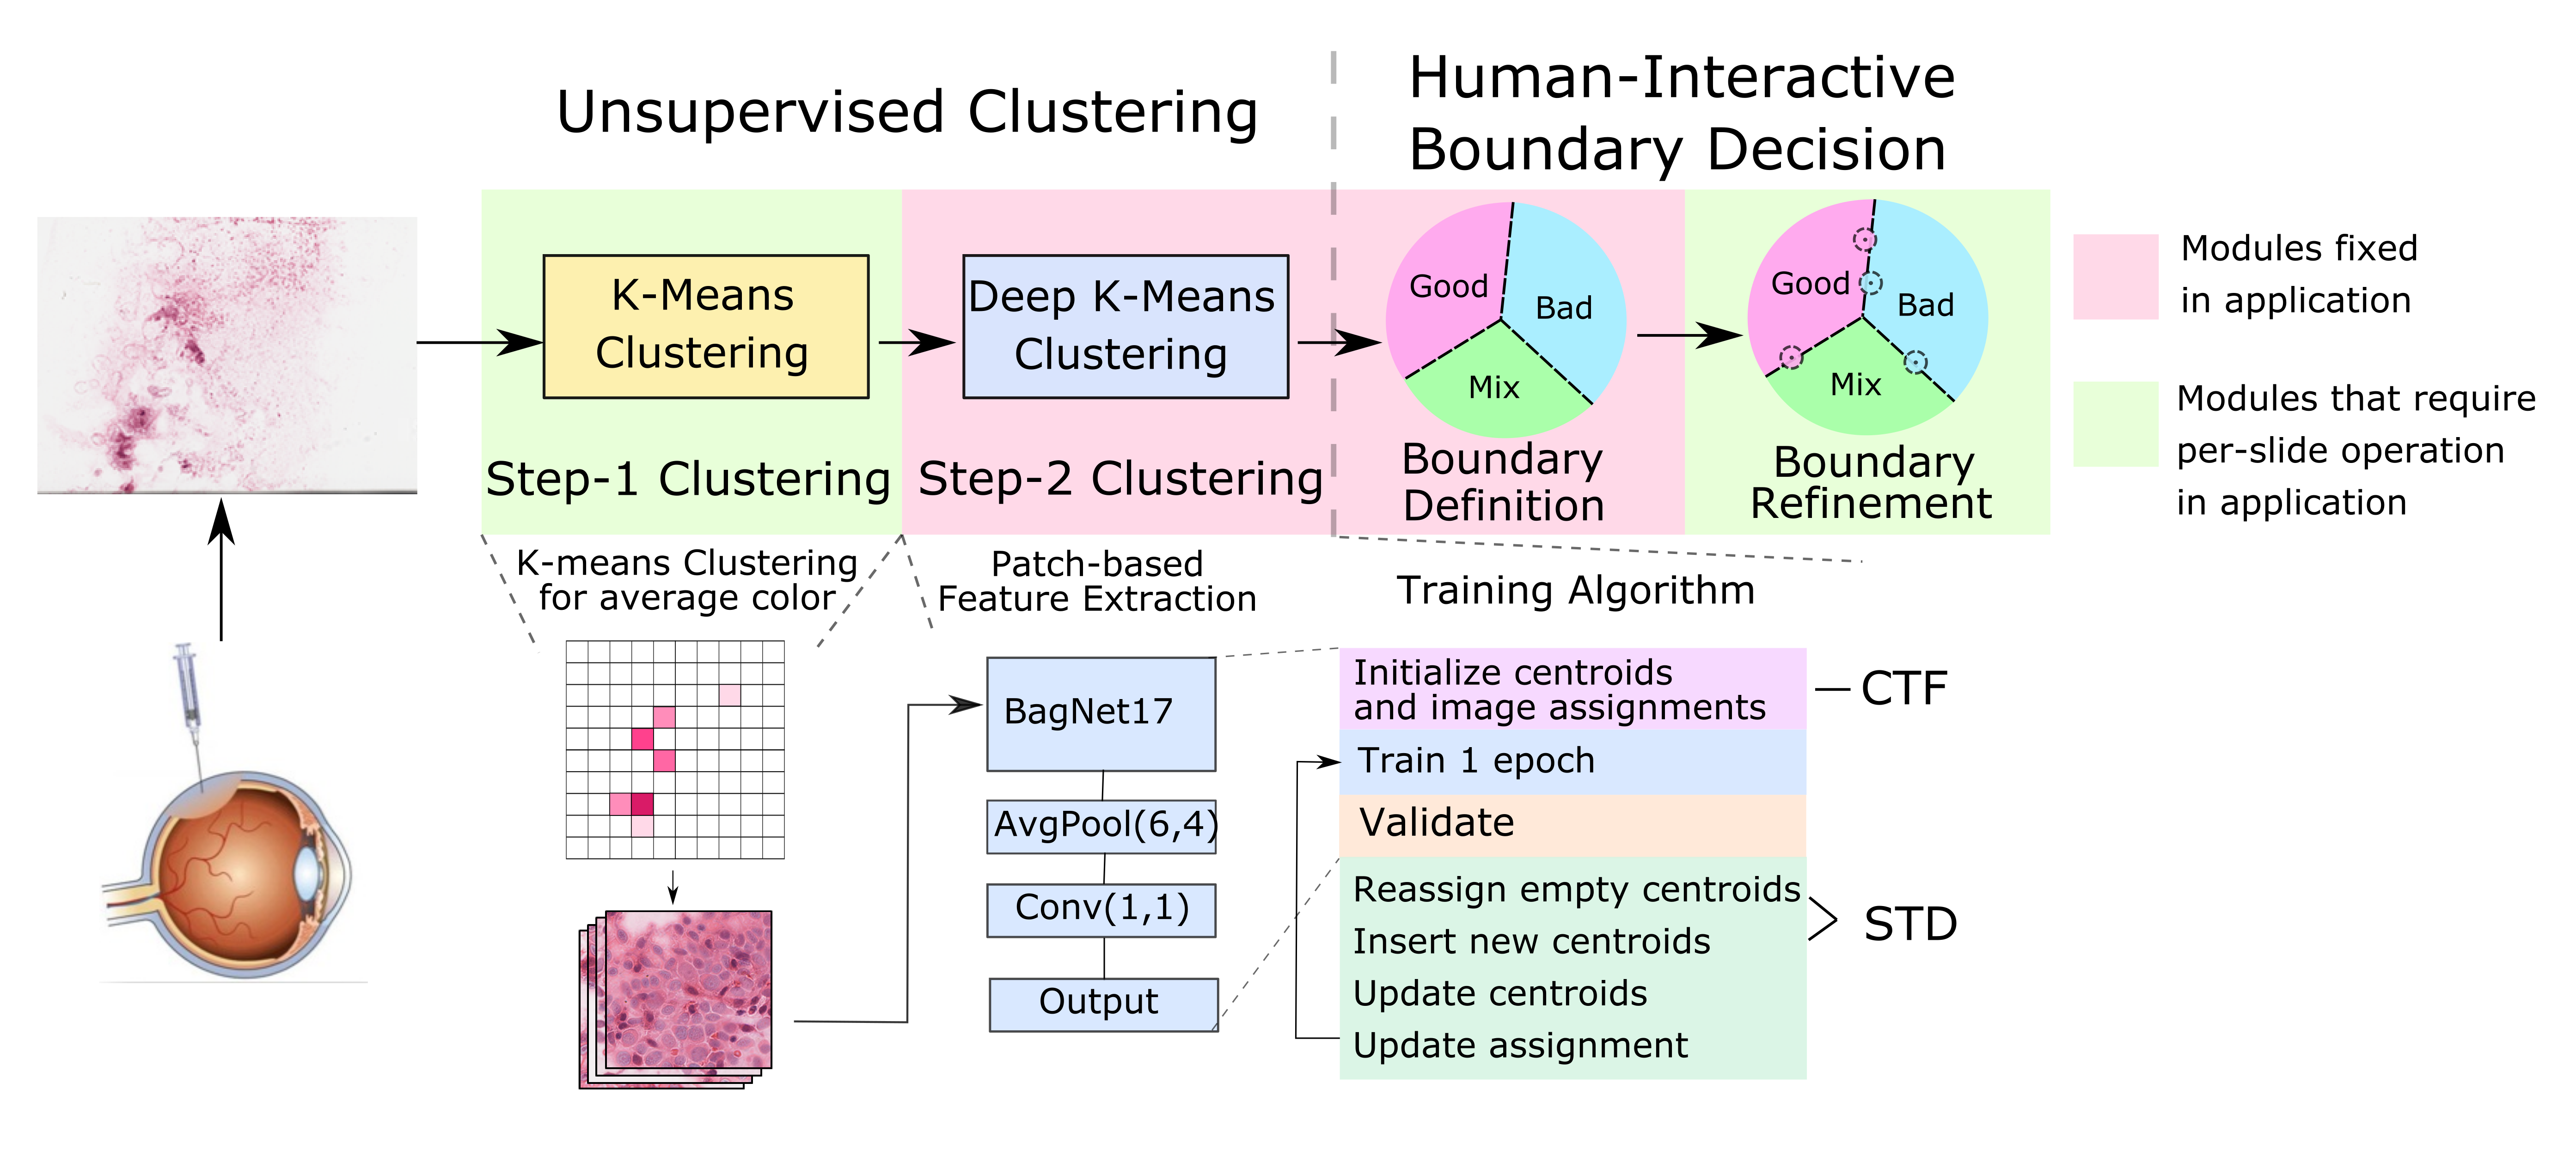 Unsupervised Clustering
Human-Interactive
Boundary Decision
K-Means
Clustering
Step-1 Clustering
Deep K-Means
Clustering
Step-2 Clustering
Good
Bad
Mix
Boundary
Definition
Good
Bad
Mix
Boundary
Refinement
Modules fixed
in application
Modules that require
per-slide operation
in application
K-means Clustering
for average color
Patch-based
Feature Extraction
BagNet17
AvgPool(6,4)
Conv(1,1)
Output
Training Algorithm
Initialize centroids
and image assignments
CTF
Train 1 epoch
Validate
Reassign empty centroids
Insert new centroids
STD
Update centroids
Update assignment